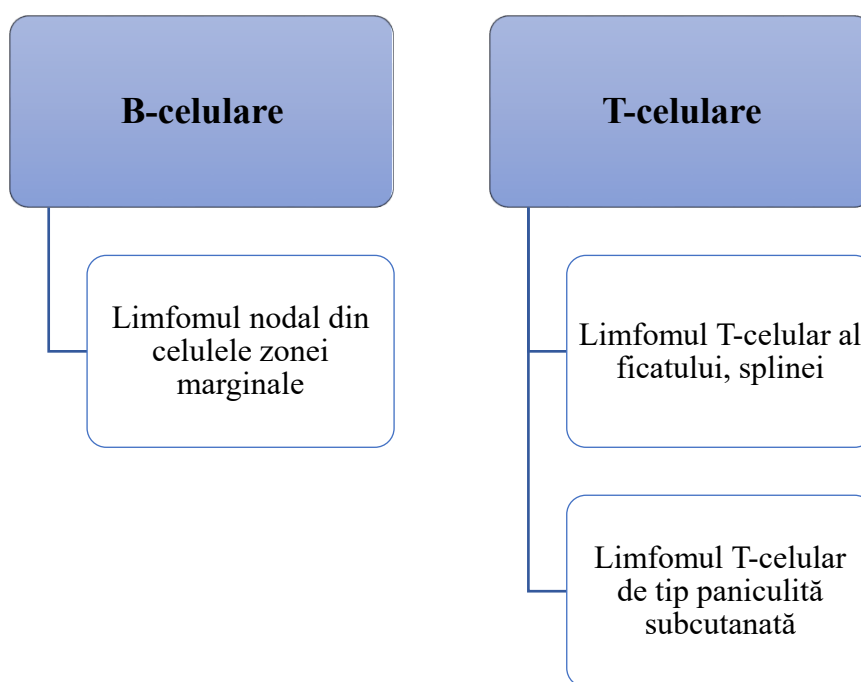 B-celulare
Limfomul nodal din
celulele zonei
marginale
T-celulare
Limfomul T-celular al
ficatului, splinei
Limfomul T-celular
de tip paniculită
subcutanată